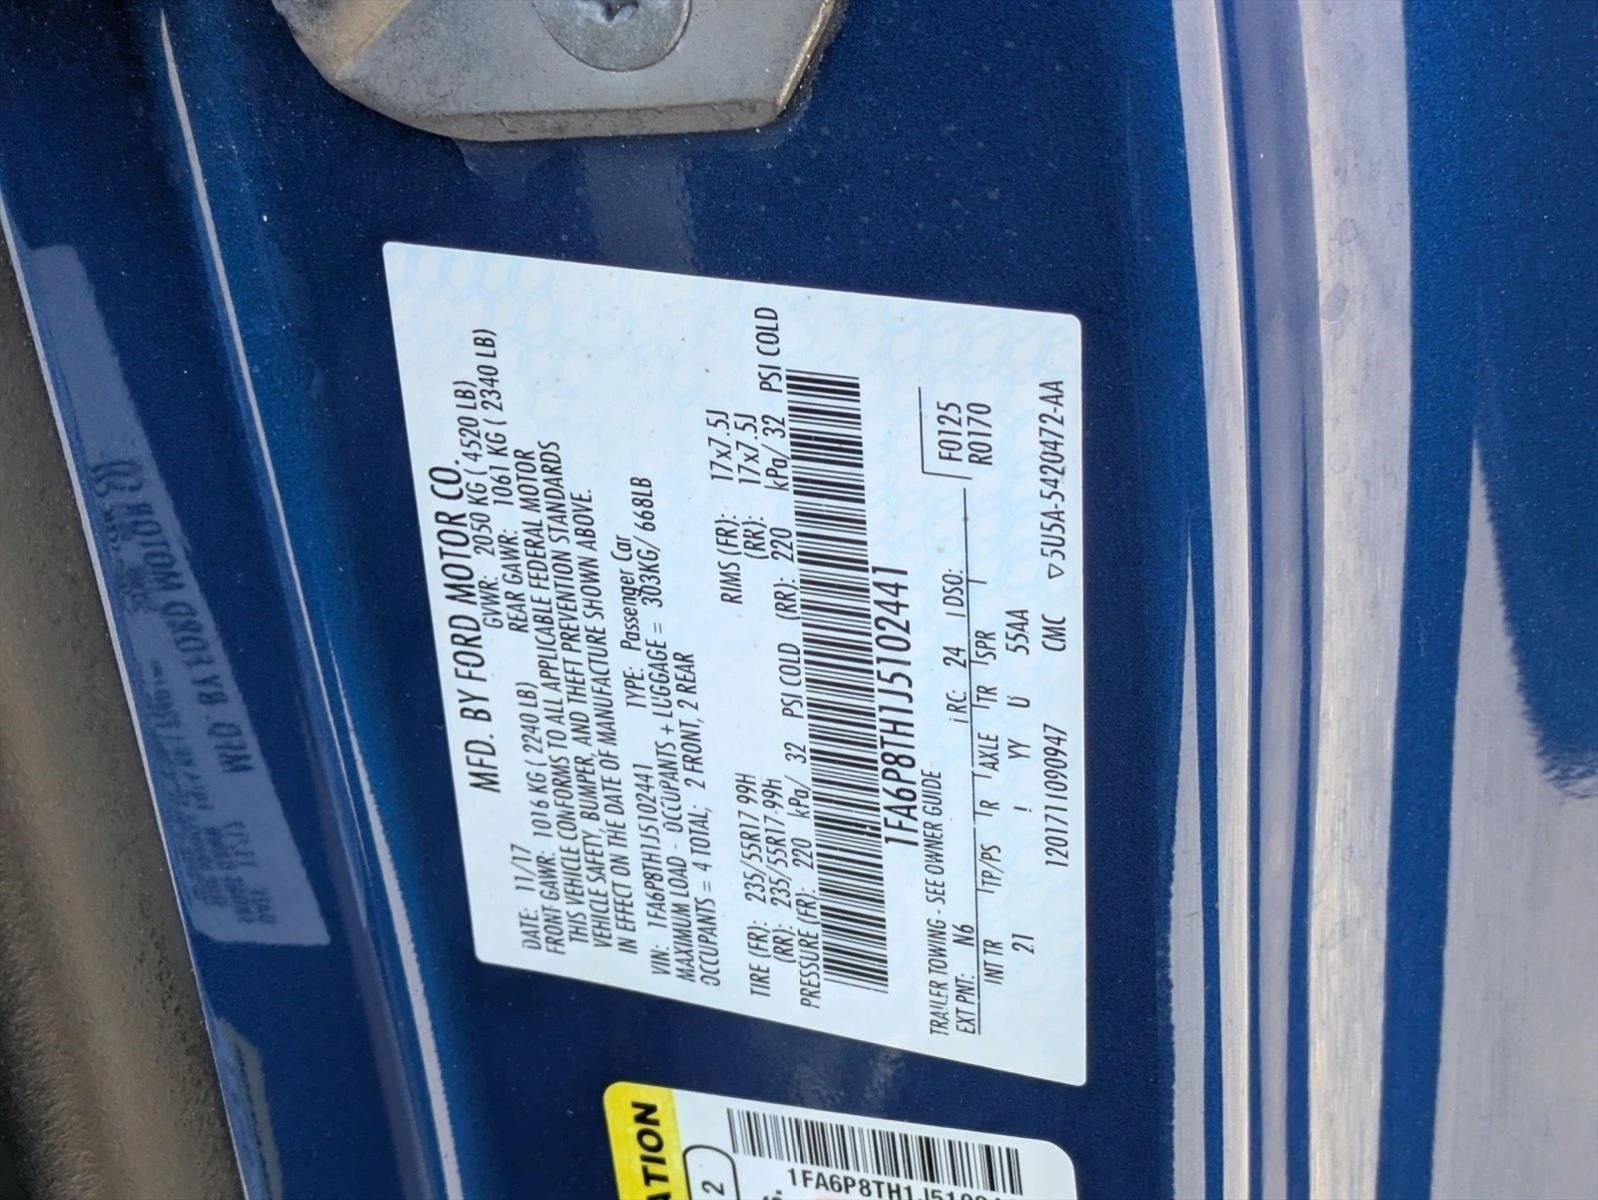 MFD. BY FORD MOTOR CO.
DATE: 11/17 GVWR: 2050 KG ( 4520 LB)
FRONT GAWR: 1016 KG ( 2240 LB) REAR GAWR: 1061 KG ( 2340 LB)
THIS VEHICLE CONFORMS TO ALL APPLICABLE FEDERAL MOTOR
VEHICLE SAFETY, BUMPER, AND THEFT PREVENTION STANDARDS
IN EFFECT ON THE DATE OF MANUFACTURE SHOWN ABOVE.
VIN: 1FA6P8TH1J5102441 TYPE: Passenger Car
MAXIMUM LOAD - OCCUPANTS + LUGGAGE = 303KG/ 668LB
OCCUPANTS = 4 TOTAL; 2 FRONT, 2 REAR
TIRE (FR): 235/55R17 99H RIMS (FR): 17x7.5J
(RR): 235/55R17 99H (RR): 17x7.5J
PRESSURE (FR): 220 kPa/ 32 PSI COLD (RR): 220 kPa/ 32 PSI COLD
1FA6P8TH1J5102441
TRAILER TOWING - SEE OWNER GUIDE F0125
EXT PNT: N6 RC: 24 DSO: R0170
INT TR TP/PS R AXLE TR SPR
21 I YY U 55AA
1201711090947 CMC ▽5U5A-5420472-AA
ATION
2
1FA6P8TH1J5102